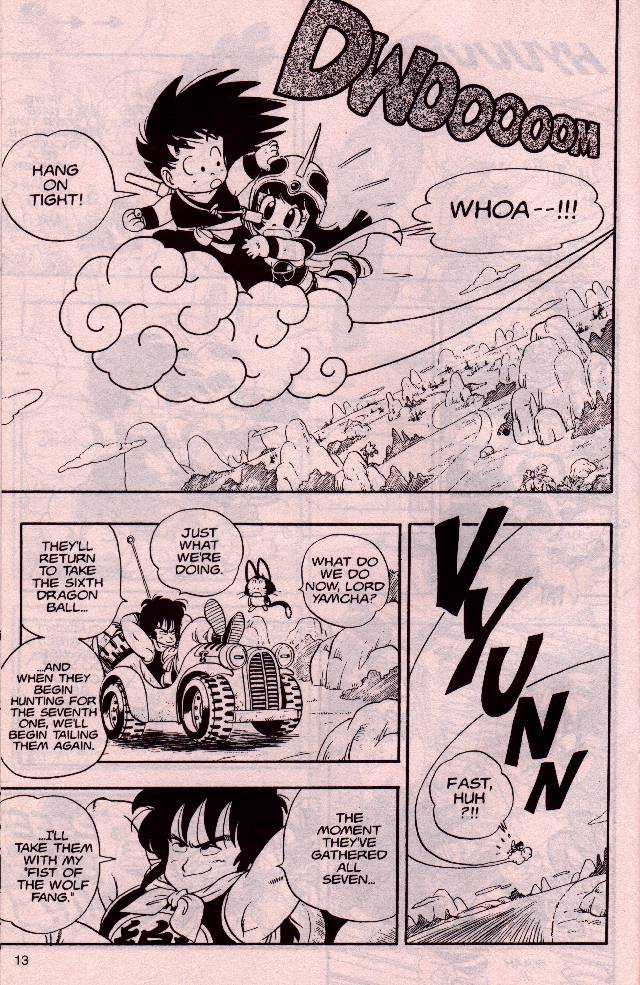 DWOOOOOM
HANG
ON
TIGHT!
WHOA--!!!
WHAT DO
WE DO
NOW, LORD
YAMCHA?
JUST
WHAT
WE'RE
DOING.
THEY'LL
RETURN
TO TAKE
THE SIXTH
DRAGON
BALL...
...AND
WHEN THEY
BEGIN
HUNTING FOR
THE SEVENTH
ONE, WE'LL
BEGIN TAILING
THEM AGAIN.
VYUNN
FAST,
HUH
?!!
THE
MOMENT
THEY'VE
GATHERED
ALL
SEVEN...
...I'LL
TAKE THEM
WITH MY
"FIST OF
THE WOLF
FANG."
13